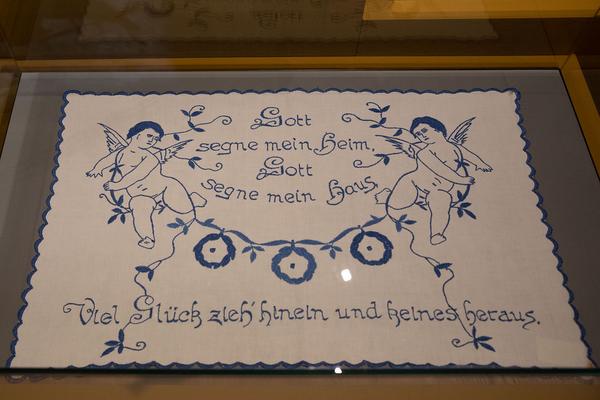 Gott
segne mein Heim,
Gott
segne mein Haus,
Viel Glück zieh' hinein und keines heraus.